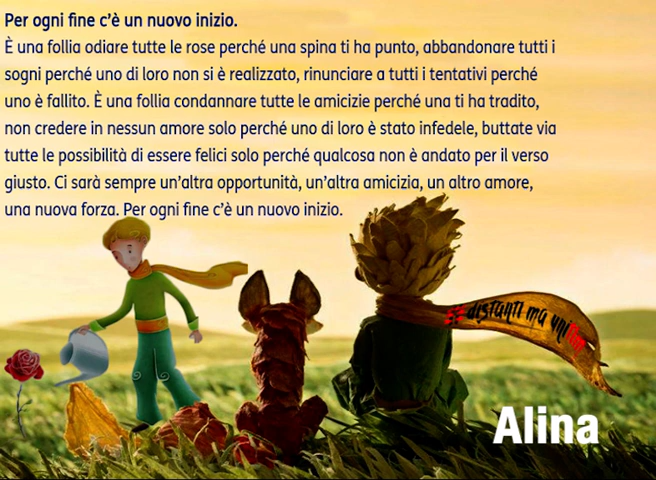 Per ogni fine c'è un nuovo inizio.
È una follia odiare tutte le rose perché una spina ti ha punto, abbandonare tutti i
sogni perché uno di loro non si è realizzato, rinunciare a tutti i tentativi perché
uno è fallito. È una follia condannare tutte le amicizie perché una ti ha tradito,
non credere in nessun amore solo perché uno di loro è stato infedele, buttate via
tutte le possibilità di essere felici solo perché qualcosa non è andato per il verso
giusto. Ci sarà sempre un'altra opportunità, un'altra amicizia, un altro amore,
una nuova forza. Per ogni fine c'è un nuovo inizio.
distanti ma uniti
Alina